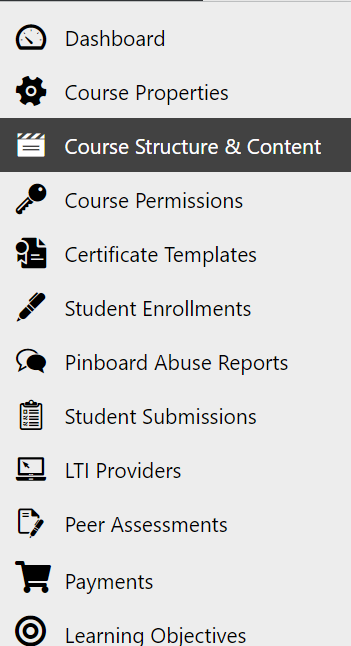 Dashboard
Course Properties
Course Structure & Content
Course Permissions
Certificate Templates
Student Enrollments
Pinboard Abuse Reports
Student Submissions
LTI Providers
Peer Assessments
Payments
Learning Objectives